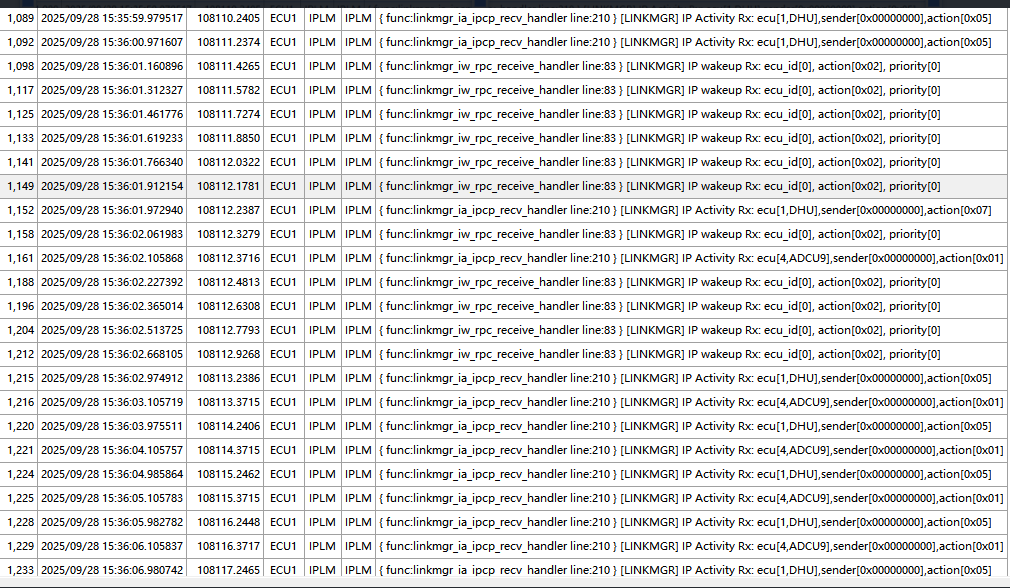 1,089 2025/09/28 15:35:59.979517 108110.2405 ECU1 IPLM IPLM { func:linkmgr_ia_ipcp_recv_handler line:210 } [LINKMGR] IP Activity Rx: ecu[1,DHU],sender[0x00000000],action[0x05]
1,092 2025/09/28 15:36:00.971607 108111.2374 ECU1 IPLM IPLM { func:linkmgr_ia_ipcp_recv_handler line:210 } [LINKMGR] IP Activity Rx: ecu[1,DHU],sender[0x00000000],action[0x05]
1,098 2025/09/28 15:36:01.160896 108111.4265 ECU1 IPLM IPLM { func:linkmgr_iw_rpc_receive_handler line:83 } [LINKMGR] IP wakeup Rx: ecu_id[0], action[0x02], priority[0]
1,117 2025/09/28 15:36:01.312327 108111.5782 ECU1 IPLM IPLM { func:linkmgr_iw_rpc_receive_handler line:83 } [LINKMGR] IP wakeup Rx: ecu_id[0], action[0x02], priority[0]
1,125 2025/09/28 15:36:01.461776 108111.7274 ECU1 IPLM IPLM { func:linkmgr_iw_rpc_receive_handler line:83 } [LINKMGR] IP wakeup Rx: ecu_id[0], action[0x02], priority[0]
1,133 2025/09/28 15:36:01.619233 108111.8850 ECU1 IPLM IPLM { func:linkmgr_iw_rpc_receive_handler line:83 } [LINKMGR] IP wakeup Rx: ecu_id[0], action[0x02], priority[0]
1,141 2025/09/28 15:36:01.766340 108112.0322 ECU1 IPLM IPLM { func:linkmgr_iw_rpc_receive_handler line:83 } [LINKMGR] IP wakeup Rx: ecu_id[0], action[0x02], priority[0]
1,149 2025/09/28 15:36:01.912154 108112.1781 ECU1 IPLM IPLM { func:linkmgr_iw_rpc_receive_handler line:83 } [LINKMGR] IP wakeup Rx: ecu_id[0], action[0x02], priority[0]
1,152 2025/09/28 15:36:01.972940 108112.2387 ECU1 IPLM IPLM { func:linkmgr_ia_ipcp_recv_handler line:210 } [LINKMGR] IP Activity Rx: ecu[1,DHU],sender[0x00000000],action[0x07]
1,158 2025/09/28 15:36:02.061983 108112.3279 ECU1 IPLM IPLM { func:linkmgr_iw_rpc_receive_handler line:83 } [LINKMGR] IP wakeup Rx: ecu_id[0], action[0x02], priority[0]
1,161 2025/09/28 15:36:02.105868 108112.3716 ECU1 IPLM IPLM { func:linkmgr_ia_ipcp_recv_handler line:210 } [LINKMGR] IP Activity Rx: ecu[4,ADCU9],sender[0x00000000],action[0x01]
1,188 2025/09/28 15:36:02.227392 108112.4813 ECU1 IPLM IPLM { func:linkmgr_iw_rpc_receive_handler line:83 } [LINKMGR] IP wakeup Rx: ecu_id[0], action[0x02], priority[0]
1,196 2025/09/28 15:36:02.365014 108112.6308 ECU1 IPLM IPLM { func:linkmgr_iw_rpc_receive_handler line:83 } [LINKMGR] IP wakeup Rx: ecu_id[0], action[0x02], priority[0]
1,204 2025/09/28 15:36:02.513725 108112.7793 ECU1 IPLM IPLM { func:linkmgr_iw_rpc_receive_handler line:83 } [LINKMGR] IP wakeup Rx: ecu_id[0], action[0x02], priority[0]
1,212 2025/09/28 15:36:02.668105 108112.9268 ECU1 IPLM IPLM { func:linkmgr_iw_rpc_receive_handler line:83 } [LINKMGR] IP wakeup Rx: ecu_id[0], action[0x02], priority[0]
1,215 2025/09/28 15:36:02.974912 108113.2386 ECU1 IPLM IPLM { func:linkmgr_ia_ipcp_recv_handler line:210 } [LINKMGR] IP Activity Rx: ecu[1,DHU],sender[0x00000000],action[0x05]
1,216 2025/09/28 15:36:03.105719 108113.3715 ECU1 IPLM IPLM { func:linkmgr_ia_ipcp_recv_handler line:210 } [LINKMGR] IP Activity Rx: ecu[4,ADCU9],sender[0x00000000],action[0x01]
1,220 2025/09/28 15:36:03.975511 108114.2406 ECU1 IPLM IPLM { func:linkmgr_ia_ipcp_recv_handler line:210 } [LINKMGR] IP Activity Rx: ecu[1,DHU],sender[0x00000000],action[0x05]
1,221 2025/09/28 15:36:04.105757 108114.3715 ECU1 IPLM IPLM { func:linkmgr_ia_ipcp_recv_handler line:210 } [LINKMGR] IP Activity Rx: ecu[4,ADCU9],sender[0x00000000],action[0x01]
1,224 2025/09/28 15:36:04.985864 108115.2462 ECU1 IPLM IPLM { func:linkmgr_ia_ipcp_recv_handler line:210 } [LINKMGR] IP Activity Rx: ecu[1,DHU],sender[0x00000000],action[0x05]
1,225 2025/09/28 15:36:05.105783 108115.3715 ECU1 IPLM IPLM { func:linkmgr_ia_ipcp_recv_handler line:210 } [LINKMGR] IP Activity Rx: ecu[4,ADCU9],sender[0x00000000],action[0x01]
1,228 2025/09/28 15:36:05.982782 108116.2448 ECU1 IPLM IPLM { func:linkmgr_ia_ipcp_recv_handler line:210 } [LINKMGR] IP Activity Rx: ecu[1,DHU],sender[0x00000000],action[0x05]
1,229 2025/09/28 15:36:06.105837 108116.3717 ECU1 IPLM IPLM { func:linkmgr_ia_ipcp_recv_handler line:210 } [LINKMGR] IP Activity Rx: ecu[4,ADCU9],sender[0x00000000],action[0x01]
1,233 2025/09/28 15:36:06.980742 108117.2465 ECU1 IPLM IPLM { func:linkmgr_ia_ipcp_recv_handler line:210 } [LINKMGR] IP Activity Rx: ecu[1,DHU],sender[0x00000000],action[0x05]